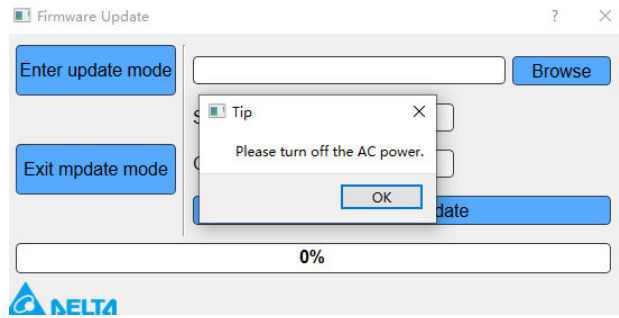 Firmware Update
Enter update mode
Browse
Tip
Please turn off the AC power.
OK
Exit mpdate mode
date
0%
DELTA